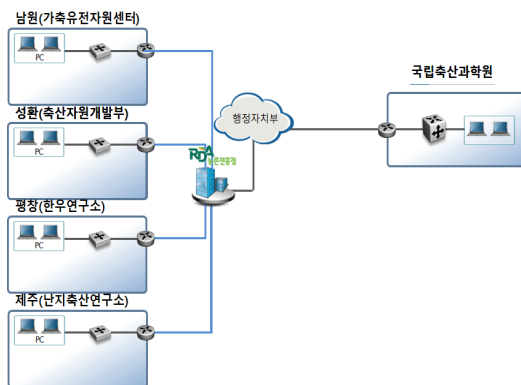 남원(가축유전자원센터)
PC
성환(축산자원개발부)
PC
평창(한우연구소)
PC
제주(난지축산연구소)
PC
RDA
농촌진흥청
행정자치부
국립축산과학원